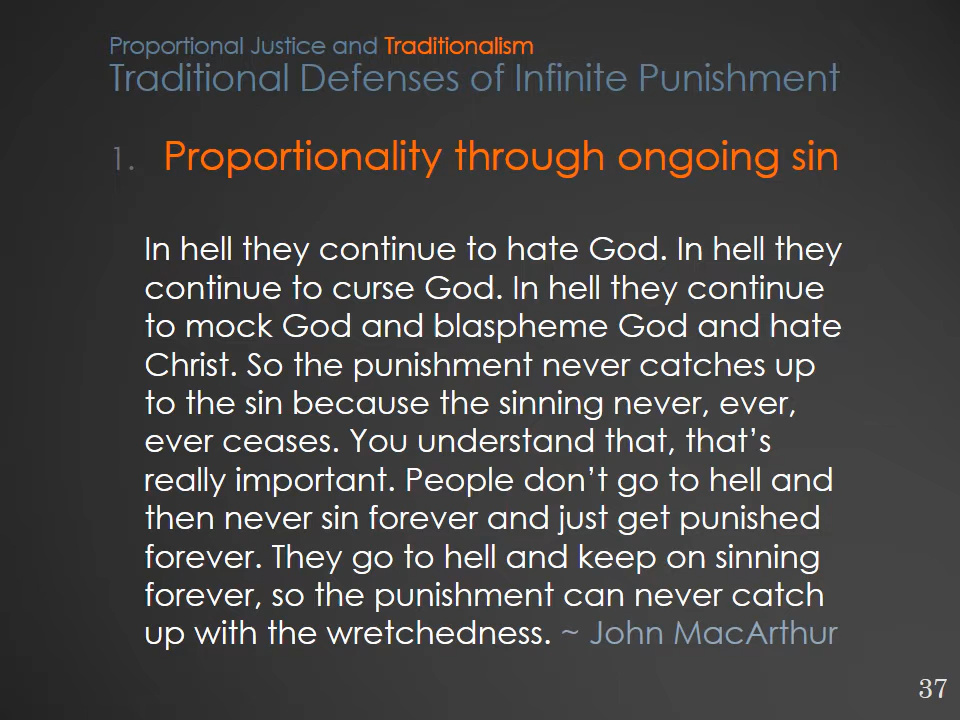 Proportional Justice and Traditionalism
Traditional Defenses of Infinite Punishment
1. Proportionality through ongoing sin
In hell they continue to hate God. In hell they
continue to curse God. In hell they continue
to mock God and blaspheme God and hate
Christ. So the punishment never catches up
to the sin because the sinning never, ever,
ever ceases. You understand that, that’s
really important. People don’t go to hell and
then never sin forever and just get punished
forever. They go to hell and keep on sinning
forever, so the punishment can never catch
up with the wretchedness. ~ John MacArthur
37